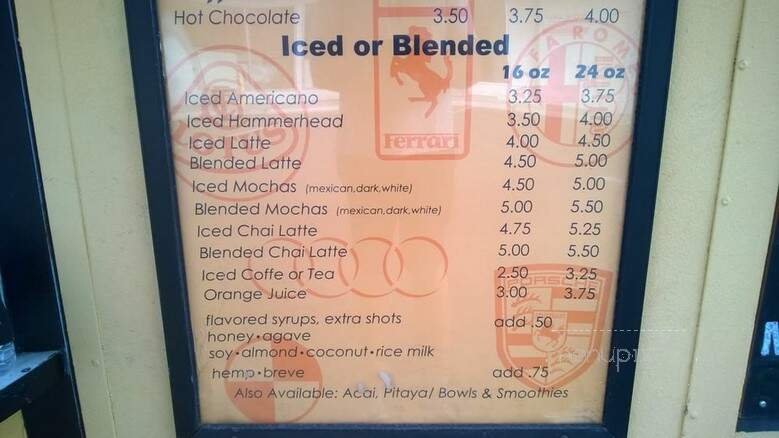 Hot Chocolate 3.50 3.75 4.00
Iced or Blended
16 oz 24 oz
Iced Americano 3.25 3.75
Iced Hammerhead 3.50 4.00
Iced Latte 4.00 4.50
Blended Latte 4.50 5.00
Iced Mochas (mexican,dark,white) 4.50 5.00
Blended Mochas (mexican,dark,white) 5.00 5.50
Iced Chai Latte 4.75 5.25
Blended Chai Latte 5.00 5.50
Iced Coffe or Tea 2.50 3.25
Orange Juice 3.00 3.75
flavored syrups, extra shots add .50
honey•agave
soy•almond•coconut•rice milk
hemp•breve add .75
Also Available: Acai, Pitaya/ Bowls & Smoothies
LOTUS
Ferrari
ALFA ROMEO
PORSCHE